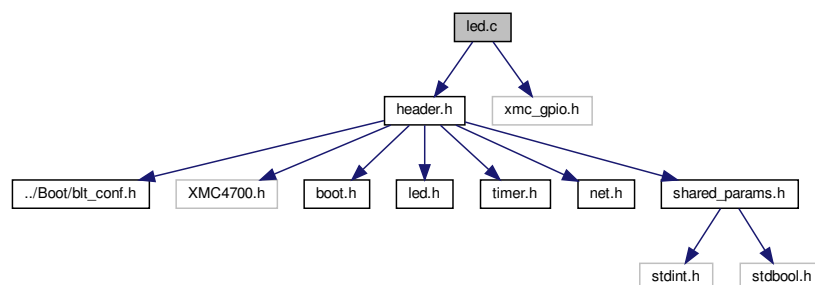 led.c
header.h
xmc_gpio.h
../Boot/blt_conf.h
XMC4700.h
boot.h
led.h
timer.h
net.h
shared_params.h
stdint.h
stdbool.h